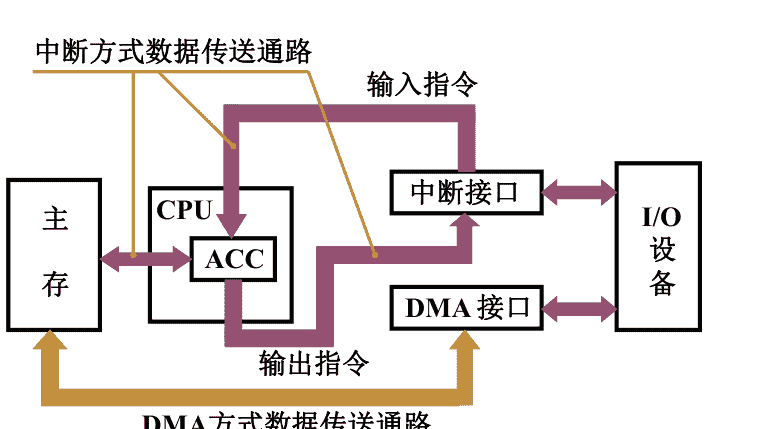 中断方式数据传送通路
输入指令
主
存
CPU
ACC
中断接口
DMA 接口
I/O
设
备
输出指令
DMA方式数据传送通路